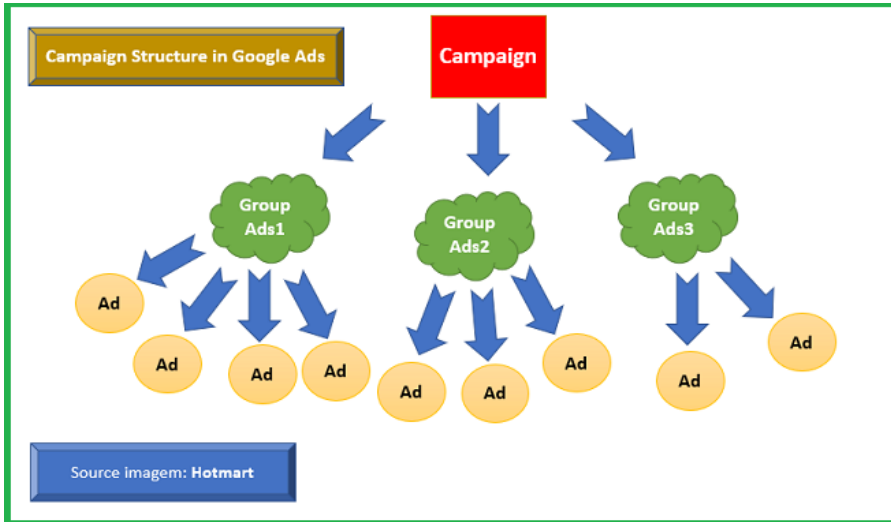 Campaign Structure in Google Ads
Campaign
Group
Ads1
Group
Ads2
Group
Ads3
Ad
Ad
Ad
Ad
Ad
Ad
Ad
Ad
Ad
Source imagem: Hotmart